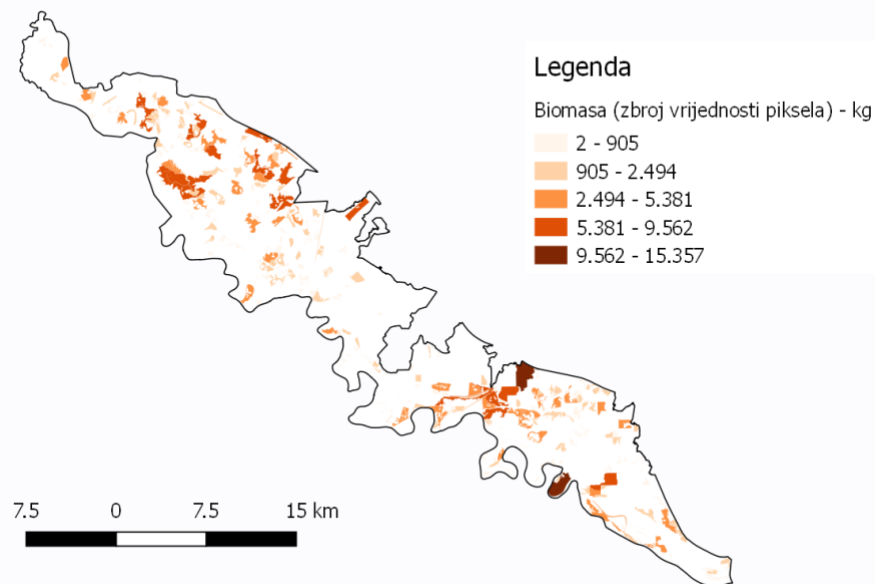 Legenda
Biomasa (zbroj vrijednosti piksela) - kg
2 - 905
905 - 2.494
2.494 - 5.381
5.381 - 9.562
9.562 - 15.357
7.5 0 7.5 15 km